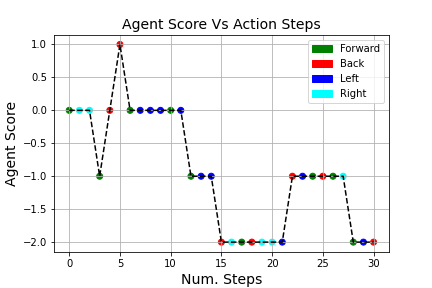 Agent Score Vs Action Steps
Forward
Back
Left
Right
1.0
0.5
0.0
−0.5
−1.0
−1.5
−2.0
Agent Score
0 5 10 15 20 25 30
Num. Steps